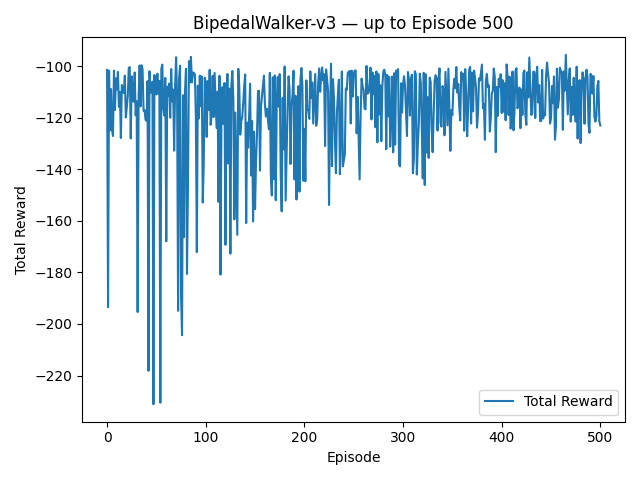 BipedalWalker-v3 — up to Episode 500
Total Reward
−100
−120
−140
−160
−180
−200
−220
0 100 200 300 400 500
Episode
Total Reward